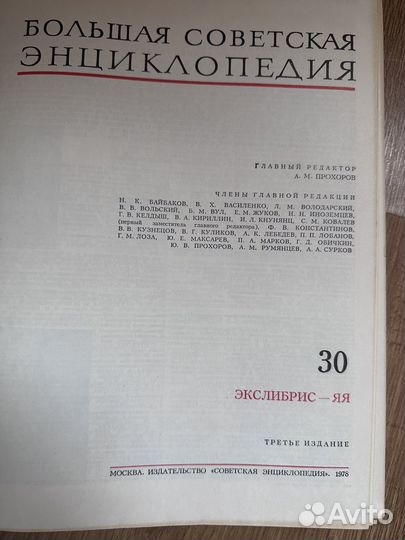 БОЛЬШАЯ СОВЕТСКАЯ
ЭНЦИКЛОПЕДИЯ
ГЛАВНЫЙ РЕДАКТОР
А. М. ПРОХОРОВ
ЧЛЕНЫ ГЛАВНОЙ РЕДАКЦИИ
Н. К. БАЙБАКОВ, В. Х. ВАСИЛЕНКО, Л. М. ВОЛОДАРСКИЙ,
В. В. ВОЛЬСКИЙ, Б. М. ВУЛ, Е. М. ЖУКОВ, Н. Н. ИНОЗЕМЦЕВ,
Г. В. КЕЛДЫШ, В. А. КИРИЛЛИН, И. Л. КНУНЯНЦ, С. М. КОВАЛЕВ
(первый заместитель главного редактора), Ф. В. КОНСТАНТИНОВ,
В. В. КУЗНЕЦОВ, В. Г. КУЛИКОВ, А. К. ЛЕБЕДЕВ, П. П. ЛОБАНОВ,
Г. М. ЛОЗА, Ю. Е. МАКСАРЕВ, П. А. МАРКОВ, Г. Д. ОБИЧКИН,
Ю. В. ПРОХОРОВ, А. М. РУМЯНЦЕВ, А. А. СУРКОВ
30
ЭКСЛИБРИС — ЯЯ
ТРЕТЬЕ ИЗДАНИЕ
МОСКВА. ИЗДАТЕЛЬСТВО «СОВЕТСКАЯ ЭНЦИКЛОПЕДИЯ». 1978
Avito